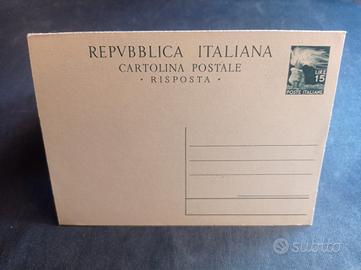 REPVBBLICA ITALIANA
CARTOLINA POSTALE
• RISPOSTA •
LIRE
15
POSTE ITALIANE
subito